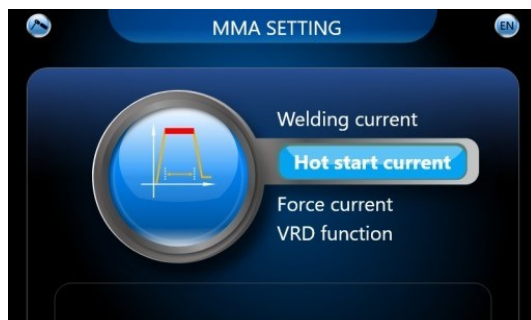 MMA SETTING
EN
Welding current
Hot start current
Force current
VRD function